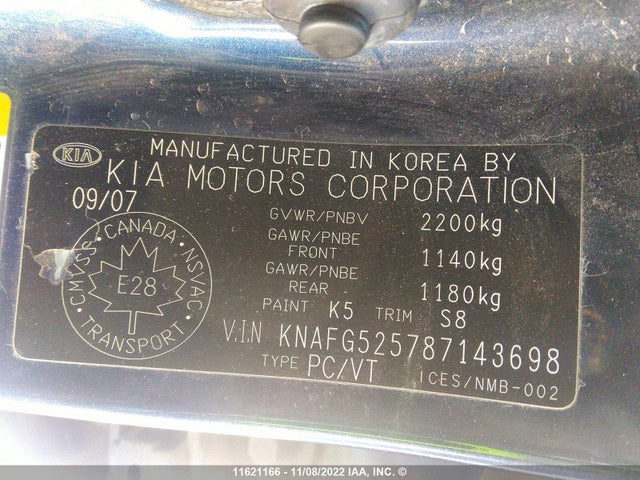 KIA
MANUFACTURED IN KOREA BY
KIA MOTORS CORPORATION
09/07
GVWR/PNBV 2200kg
GAWR/PNBE
FRONT 1140kg
GAWR/PNBE
REAR 1180kg
PAINT K5 TRIM S8
V.I.N KNAFG525787143698
TYPE PC/VT ICES/NMB-002
CANADA
CMVSS NSVAC
E28
TRANSPORT
11621166 - 11/08/2022 IAA, INC. ©